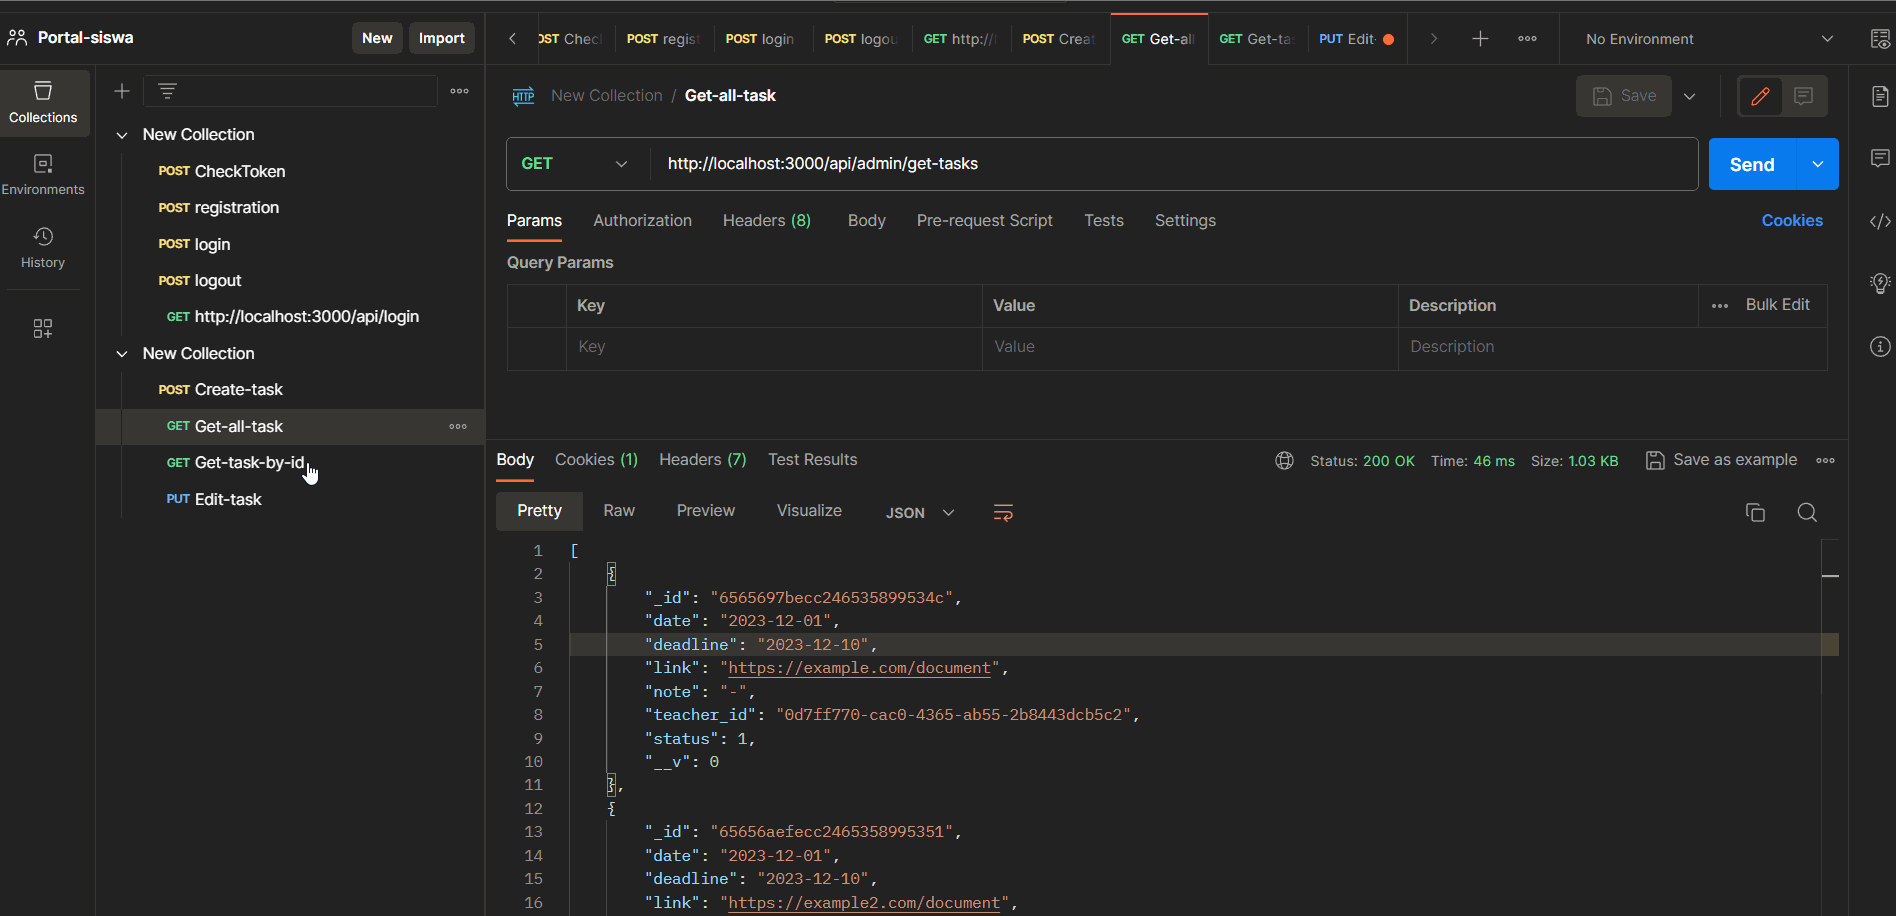 Portal-siswa
New
Import
OST Chec
POST regis
POST login
POST logou
GET http://
POST Creat
GET Get-all
GET Get-tas
PUT Edit-
No Environment
Collections
Environments
History
New Collection
POST CheckToken
POST registration
POST login
POST logout
GET http://localhost:3000/api/login
New Collection
POST Create-task
GET Get-all-task
GET Get-task-by-id
PUT Edit-task
HTTP New Collection / Get-all-task
Save
GET http://localhost:3000/api/admin/get-tasks
Send
Params Authorization Headers (8) Body Pre-request Script Tests Settings
Cookies
Query Params
Key Value Description Bulk Edit
Key Value Description
Body Cookies (1) Headers (7) Test Results
Status: 200 OK Time: 46 ms Size: 1.03 KB Save as example
Pretty Raw Preview Visualize JSON
1 [
2 {
3 "_id": "6565697becc246535899534c",
4 "date": "2023-12-01",
5 "deadline": "2023-12-10",
6 "link": "https://example.com/document",
7 "note": "-",
8 "teacher_id": "0d7ff770-cac0-4365-ab55-2b8443dcb5c2",
9 "status": 1,
10 "__v": 0
11 },
12 {
13 "_id": "65656aefecc2465358995351",
14 "date": "2023-12-01",
15 "deadline": "2023-12-10",
16 "link": "https://example2.com/document",